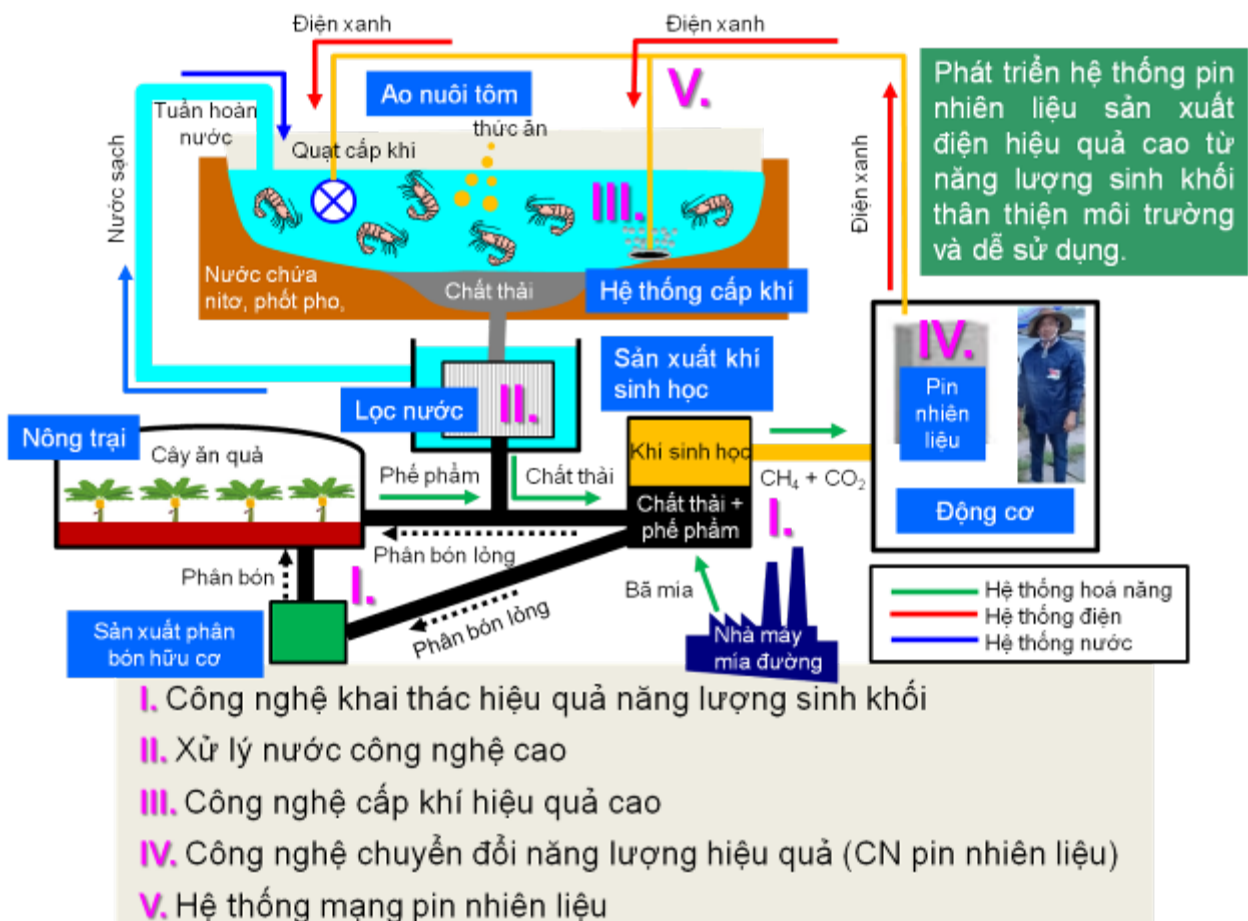 Điện xanh
Điện xanh
V.
Phát triển hệ thống pin
nhiên liệu sản xuất
điện hiệu quả cao từ
năng lượng sinh khối
thân thiện môi trường
và dễ sử dụng.
Ao nuôi tôm
thức ăn
Tuần hoàn
nước
Quạt cấp khí
Nước sạch
Điện xanh
III.
Nước chứa
nitơ, phốt pho,
Chất thải
Hệ thống cấp khí
IV.
Pin
nhiên
liệu
Động cơ
Sản xuất khí
sinh học
Lọc nước
II.
Nông trại
Cây ăn quả
Phế phẩm
Chất thải
Khí sinh học
CH₄ + CO₂
Chất thải +
phế phẩm
I.
Phân bón lỏng
Phân bón
I.
Phân bón lỏng
Bã mía
Sản xuất phân
bón hữu cơ
Nhà máy
mía đường
Hệ thống hoá năng
Hệ thống điện
Hệ thống nước
I. Công nghệ khai thác hiệu quả năng lượng sinh khối
II. Xử lý nước công nghệ cao
III. Công nghệ cấp khí hiệu quả cao
IV. Công nghệ chuyển đổi năng lượng hiệu quả (CN pin nhiên liệu)
V. Hệ thống mạng pin nhiên liệu